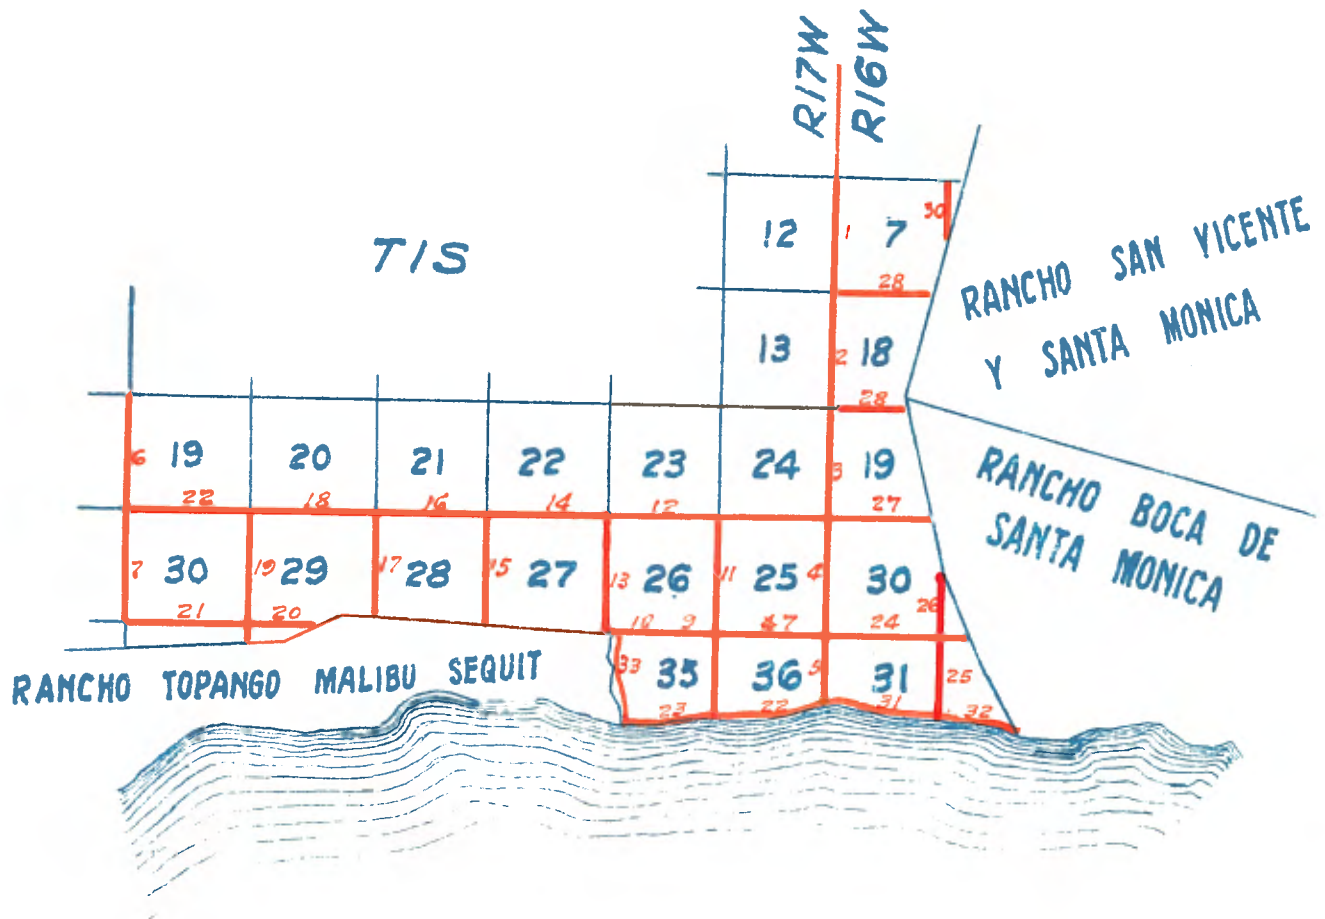 R17W R16W
T1S
12 1 7 30
28
13 2 18
28
RANCHO SAN VICENTE
Y SANTA MONICA
6 19 20 21 22 23 24 3 19
22 18 16 14 12 27
RANCHO BOCA DE
SANTA MONICA
7 30 19 29 17 28 15 27 13 26 11 25 4 30 26
21 20 10 9 7 24
RANCHO TOPANGO MALIBU SEQUIT
33 35 36 5 31 25
23 22 31 32